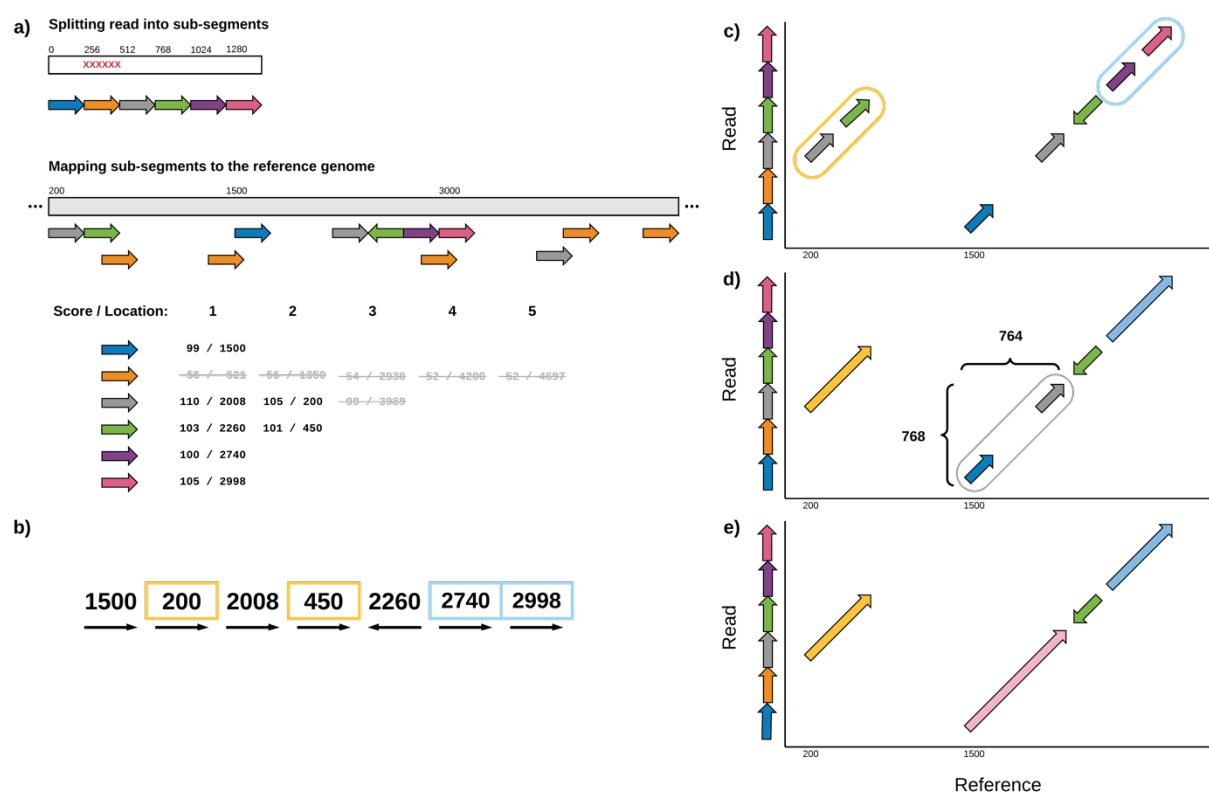 a)
Splitting read into sub-segments
0 256 512 768 1024 1280
XXXXXX
Mapping sub-segments to the reference genome
200 1500 3000
... ...
Score / Location: 1 2 3 4 5
99 / 1500
56 / 521 56 / 1350 54 / 2930 52 / 4200 52 / 4697
110 / 2008 105 / 200 99 / 3989
103 / 2260 101 / 450
100 / 2740
105 / 2998
b)
1500 200 2008 450 2260 2740 2998
c)
Read
200 1500
d)
Read
764
768
200 1500
e)
Read
200 1500
Reference